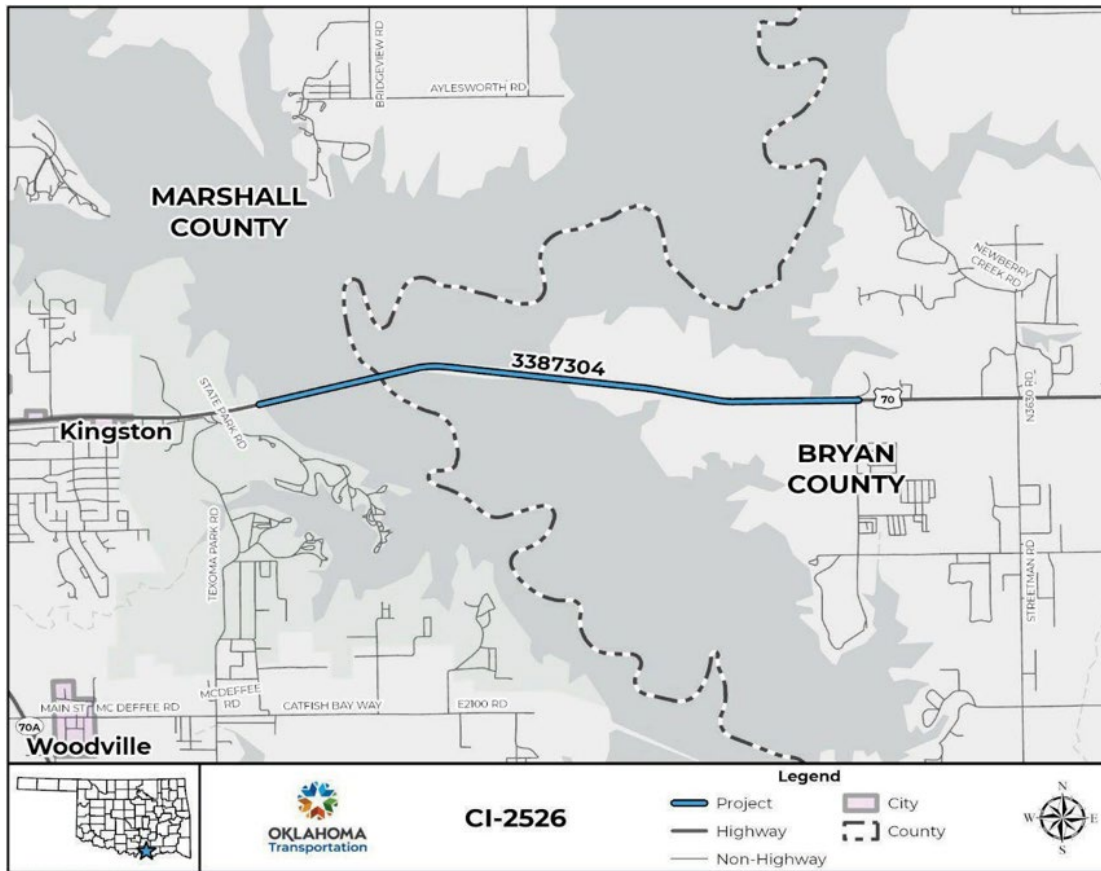 BRIDGEVIEW RD
AYLESWORTH RD
MARSHALL
COUNTY
NEWBERRY
CREEK RD
3387304
STATE PARK RD
70
N3630 RD
Kingston
BRYAN
COUNTY
TEXOMA PARK RD
STREETMAN RD
MCDEFFEE
RD
MAIN ST
MC DEFFEE RD
CATFISH BAY WAY
E2100 RD
70A
Woodville
OKLAHOMA
Transportation
CI-2526
Legend
Project
Highway
Non-Highway
City
County
N
W E
S